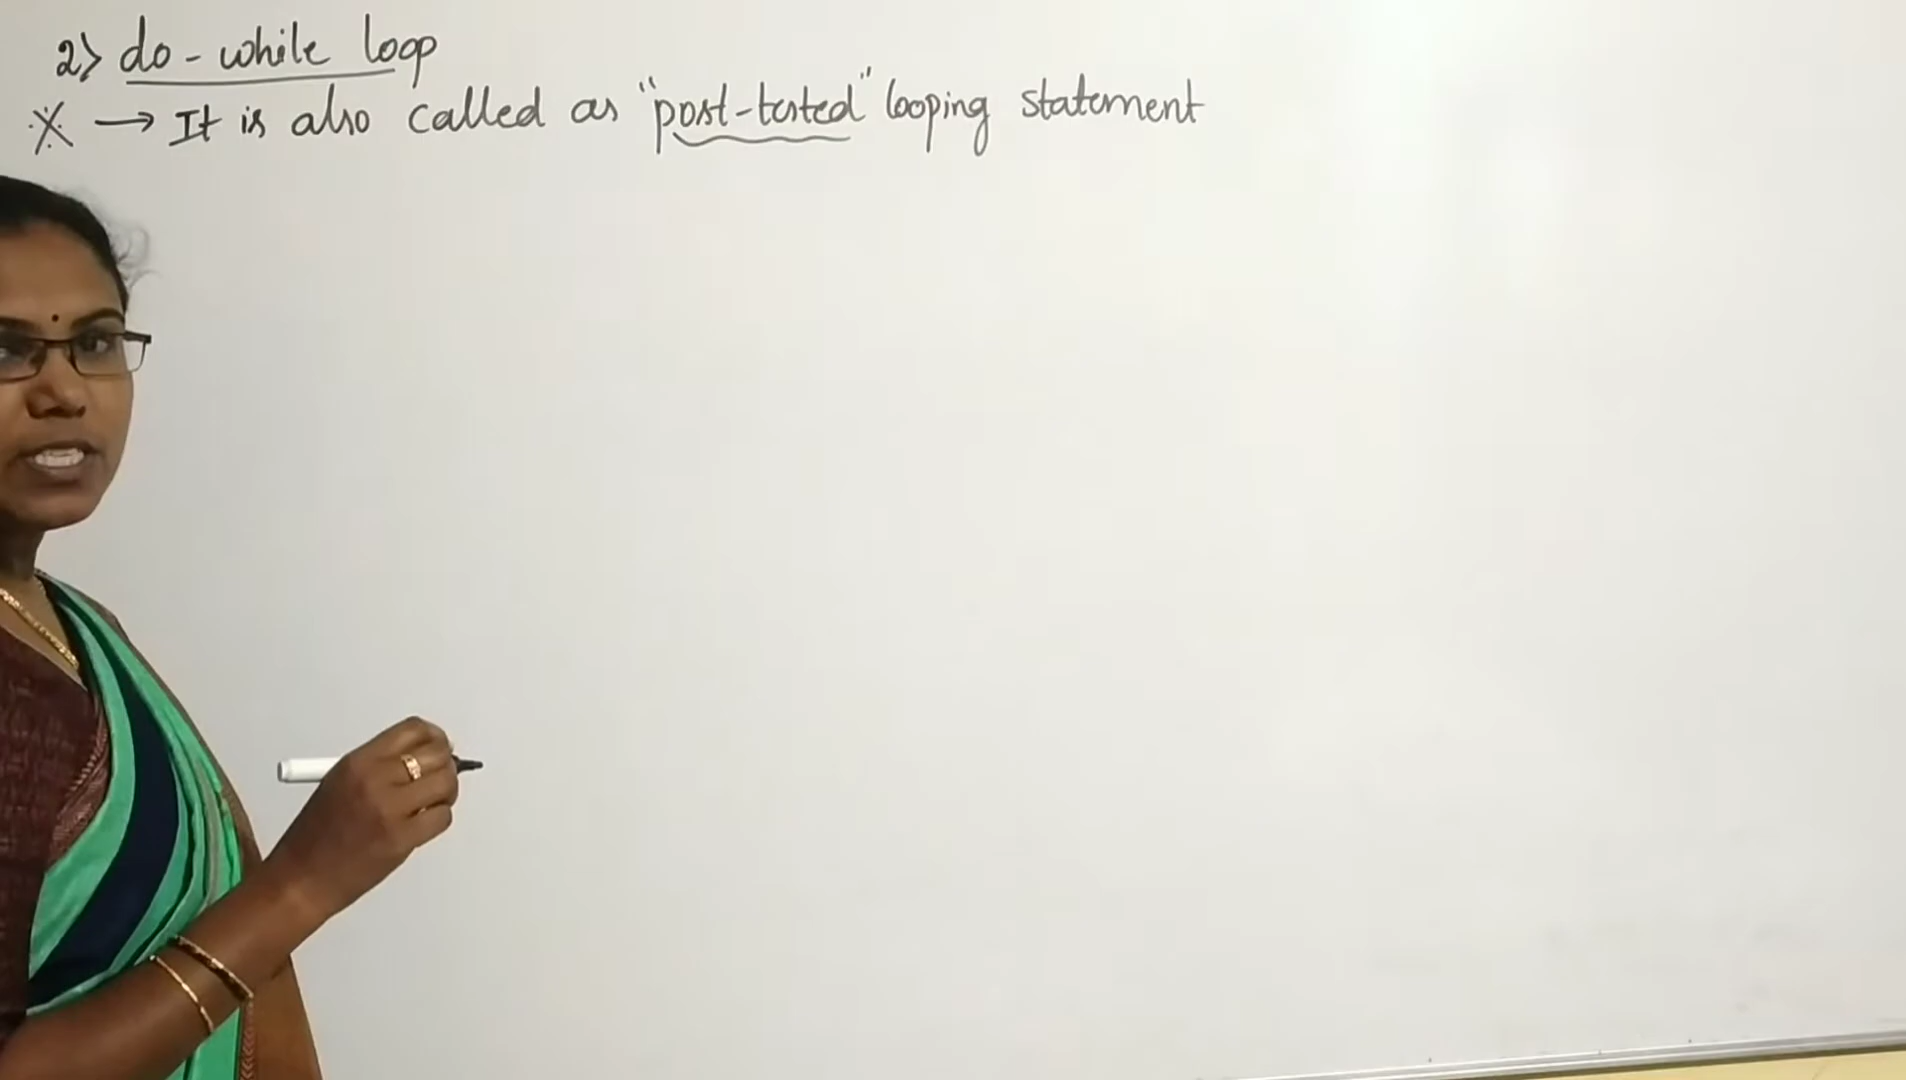 2> do-while loop
※ → It is also called as "post-tested" looping statement